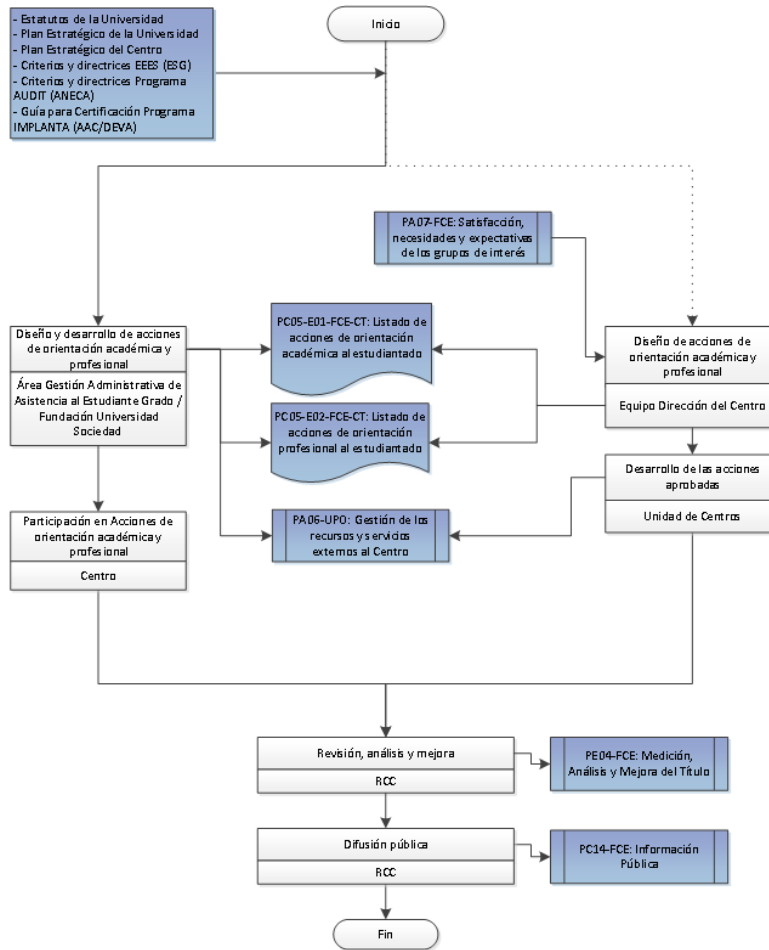 - Estatutos de la Universidad
- Plan Estratégico de la Universidad
- Plan Estratégico del Centro
- Criterios y directrices EEES (ESG)
- Criterios y directrices Programa
AUDIT (ANECA)
- Guía para Certificación Programa
IMPLANTA (AAC/DEVA)
Inicio
PA07-FCE: Satisfacción,
necesidades y expectativas
de los grupos de interés
Diseño y desarrollo de acciones
de orientación académica y
profesional
Área Gestión Administrativa de
Asistencia al Estudiante Grado /
Fundación Universidad
Sociedad
PC05-E01-FCE-CT: Listado de
acciones de orientación
académica al estudiantado
Diseño de acciones de
orientación académica y
profesional
Equipo Dirección del Centro
PC05-E02-FCE-CT: Listado de
acciones de orientación
profesional al estudiantado
Desarrollo de las acciones
aprobadas
Unidad de Centros
Participación en Acciones de
orientación académica y
profesional
Centro
PA06-UPO: Gestión de los
recursos y servicios
externos al Centro
Revisión, análisis y mejora
RCC
PE04-FCE: Medición,
Análisis y Mejora del Título
Difusión pública
RCC
PC14-FCE: Información
Pública
Fin